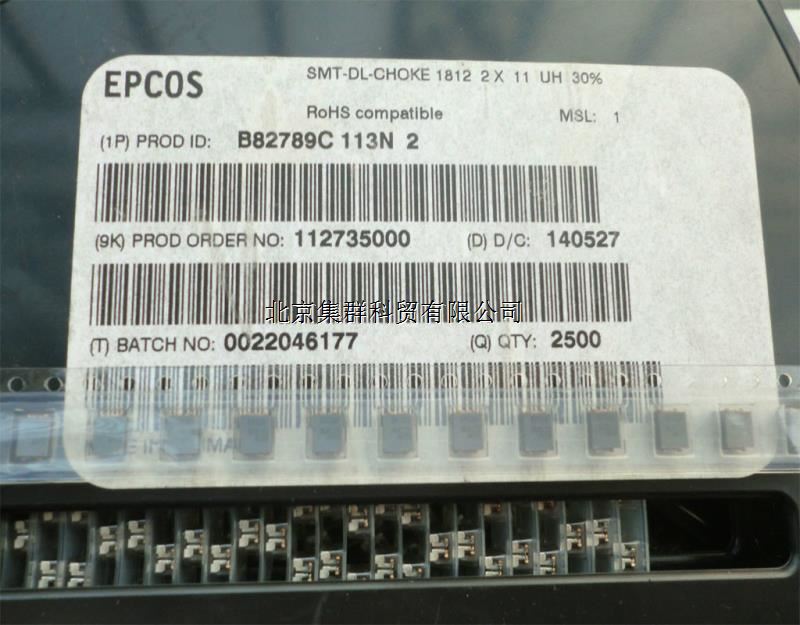 EPCOS
SMT-DL-CHOKE 1812 2 X 11 UH 30%
RoHS compatible
MSL: 1
(1P) PROD ID: B82789C 113N 2
(9K) PROD ORDER NO: 112735000 (D) D/C: 140527
北京集群科贸有限公司
(T) BATCH NO: 0022046177 (Q) QTY: 2500